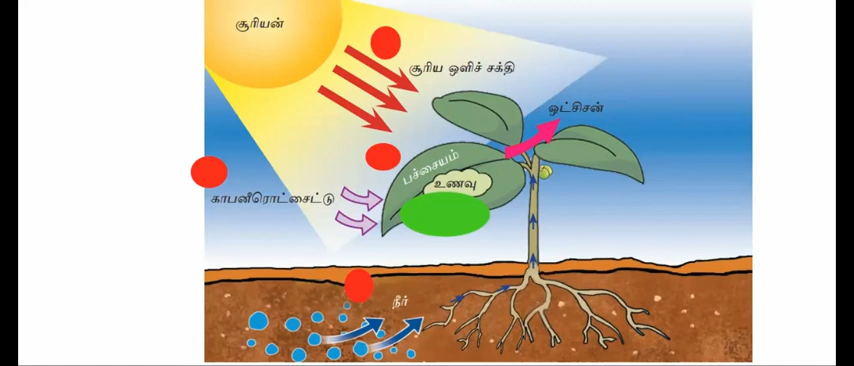 சூரியன்
சூரிய ஒளிச் சக்தி
ஒட்சிசன்
பச்சையம்
உணவு
காபனீரொட்சைட்டு
நீர்